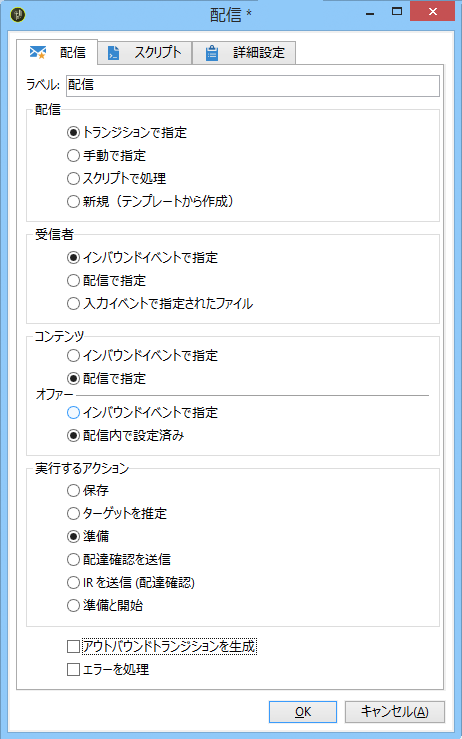 配信 *
配信 スクリプト 詳細設定
ラベル: 配信
配信
トランジションで指定
手動で指定
スクリプトで処理
新規（テンプレートから作成）
受信者
インバウンドイベントで指定
配信で指定
入力イベントで指定されたファイル
コンテンツ
インバウンドイベントで指定
配信で指定
オファー
インバウンドイベントで指定
配信内で設定済み
実行するアクション
保存
ターゲットを推定
準備
配達確認を送信
IR を送信 (配達確認)
準備と開始
アウトバウンドトランジションを生成
エラーを処理
OK キャンセル(A)